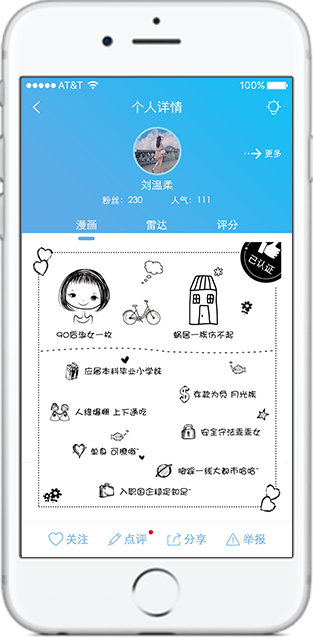 AT&T 100%
个人详情
刘温柔
更多
粉丝：230 人气：111
漫画 雷达 评分
已认证
90后淑女一枚 蜗居一族伤不起
应届本科毕业小学妹
存款为负 月光族
人缘爆棚 上下通吃
安全守法乖乖女
单身 可撩哦~
一线大都市哈哈~
入职国企稳定如是~
关注 点评 分享 举报